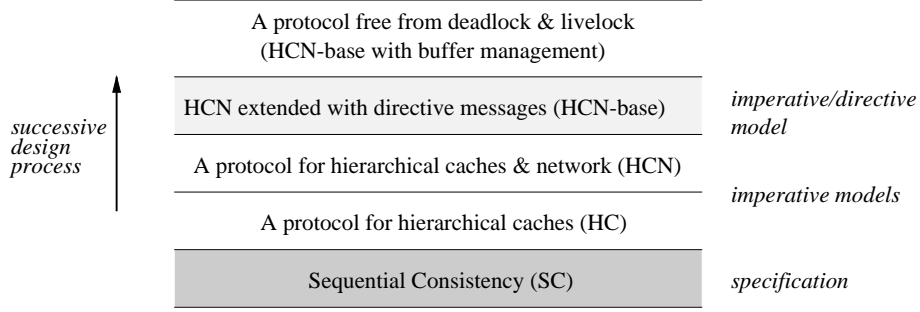 A protocol free from deadlock & livelock
(HCN-base with buffer management)
HCN extended with directive messages (HCN-base)
imperative/directive
model
successive
design
process
A protocol for hierarchical caches & network (HCN)
imperative models
A protocol for hierarchical caches (HC)
Sequential Consistency (SC)
specification